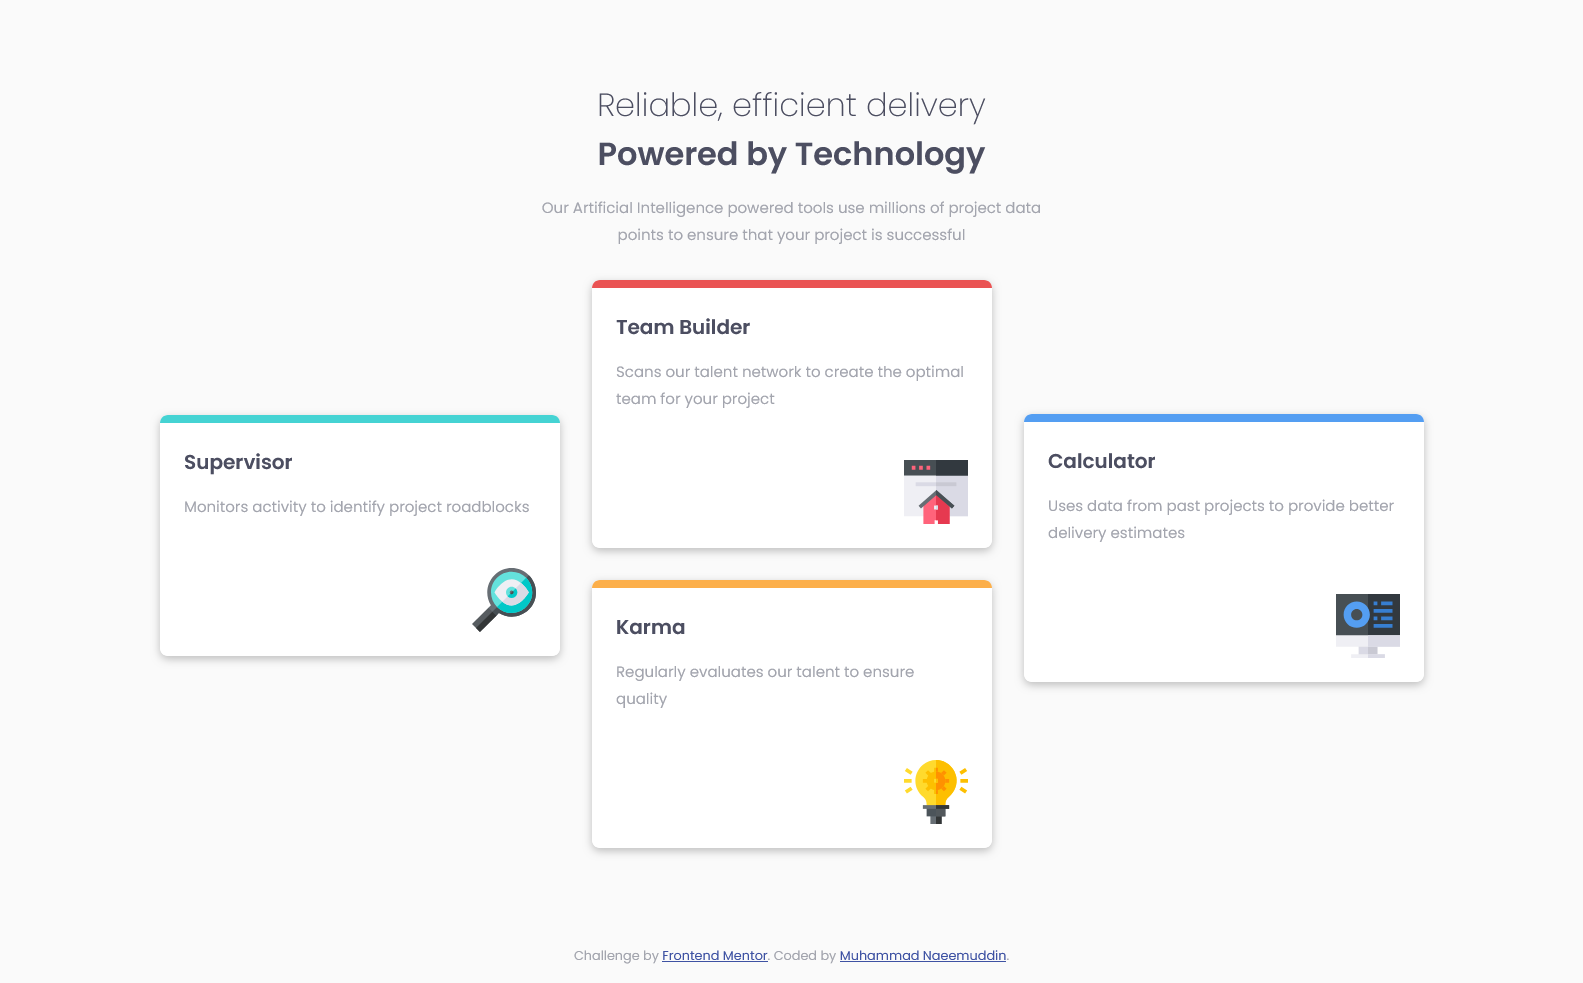 Reliable, efficient delivery
Powered by Technology
Our Artificial Intelligence powered tools use millions of project data
points to ensure that your project is successful
Supervisor
Monitors activity to identify project roadblocks
Team Builder
Scans our talent network to create the optimal
team for your project
Karma
Regularly evaluates our talent to ensure
quality
Calculator
Uses data from past projects to provide better
delivery estimates
Challenge by Frontend Mentor. Coded by Muhammad Naeemuddin.